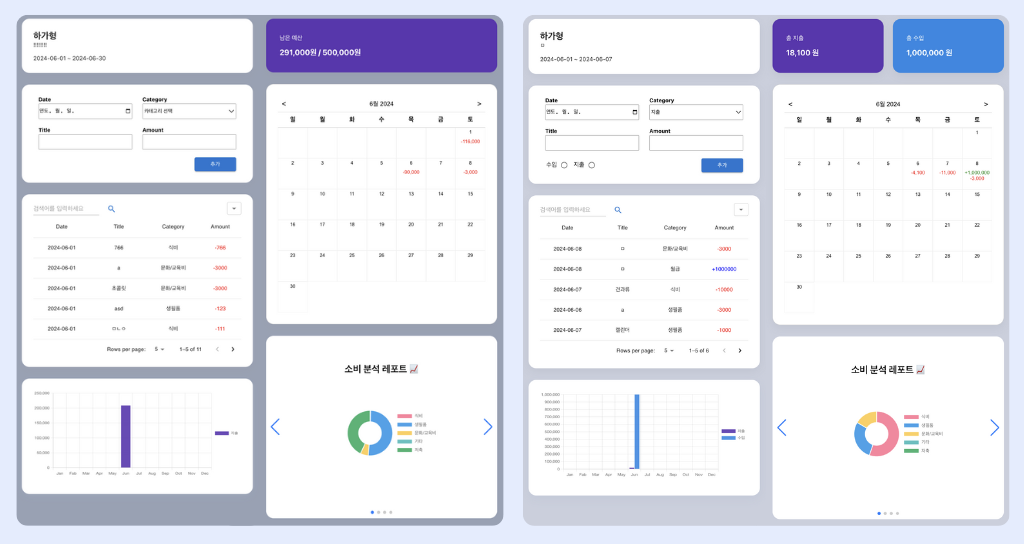 하가형
2024-06-01 ~ 2024-06-30
남은 예산
291,000원 / 500,000원
Date
Category
연도. 월. 일.
카테고리 선택
Title
Amount
추가
검색어를 입력하세요
Date Title Category Amount
2024-06-01 766 식비 -766
2024-06-01 a 문화/교육비 -3000
2024-06-01 초콜릿 문화/교육비 -3000
2024-06-01 asd 생필품 -123
2024-06-01 ㅁㄴㅇ 식비 -111
Rows per page: 5 1–5 of 11 < >
250,000
200,000
150,000
100,000
50,000
0
Jan Feb Mar Apr May Jun Jul Aug Sep Oct Nov Dec
지출
< 6월 2024 >
일 월 화 수 목 금 토
1
-116,000
2 3 4 5 6 7 8
-90,000 -3,000
9 10 11 12 13 14 15
16 17 18 19 20 21 22
23 24 25 26 27 28 29
30
소비 분석 레포트 📈
식비
생필품
문화/교육비
기타
저축
하가형
ㅁ
2024-06-01 ~ 2024-06-07
총 지출
18,100 원
총 수입
1,000,000 원
Date
Category
연도. 월. 일.
지출
Title
Amount
수입 지출
추가
검색어를 입력하세요
Date Title Category Amount
2024-06-08 ㅁ 문화/교육비 -3000
2024-06-08 ㅁ 월급 +1000000
2024-06-07 견과류 식비 -10000
2024-06-06 a 생필품 -3000
2024-06-07 생필품 -1000
Rows per page: 5 1–5 of 6 < >
1,000,000
900,000
800,000
700,000
600,000
500,000
400,000
300,000
200,000
100,000
0
Jan Feb Mar Apr May Jun Jul Aug Sep Oct Nov Dec
지출
수입
< 6월 2024 >
일 월 화 수 목 금 토
1
2 3 4 5 6 7 8
-4,100 -11,000 +1,000,000
-3,000
9 10 11 12 13 14 15
16 17 18 19 20 21 22
23 24 25 26 27 28 29
30
소비 분석 레포트 📈
식비
생필품
문화/교육비
기타
저축